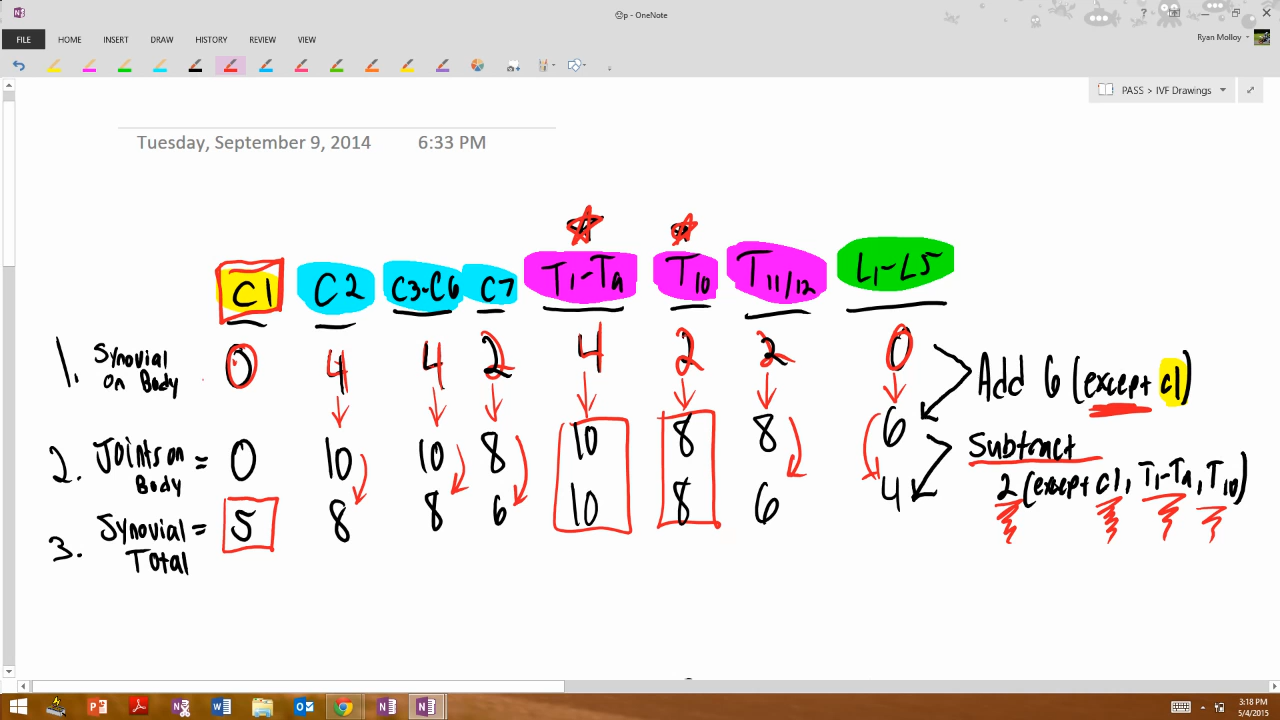 ☹p - OneNote
?
FILE HOME INSERT DRAW HISTORY REVIEW VIEW
Ryan Molloy
PASS > IVF Drawings
Tuesday, September 9, 2014 6:33 PM
C1 C2 C3-C6 C7 T1-T9 T10 T11/12 L1-L5
1. Synovial on Body 0 4 4 2 4 2 2 0
Add 6 (except C1)
2. Joints on Body = 0 10 10 8 10 8 8 6
Subtract
2 (except C1, T1-T9, T10)
3. Synovial Total = 5 8 8 6 10 8 6 4
3:18 PM
5/4/2015